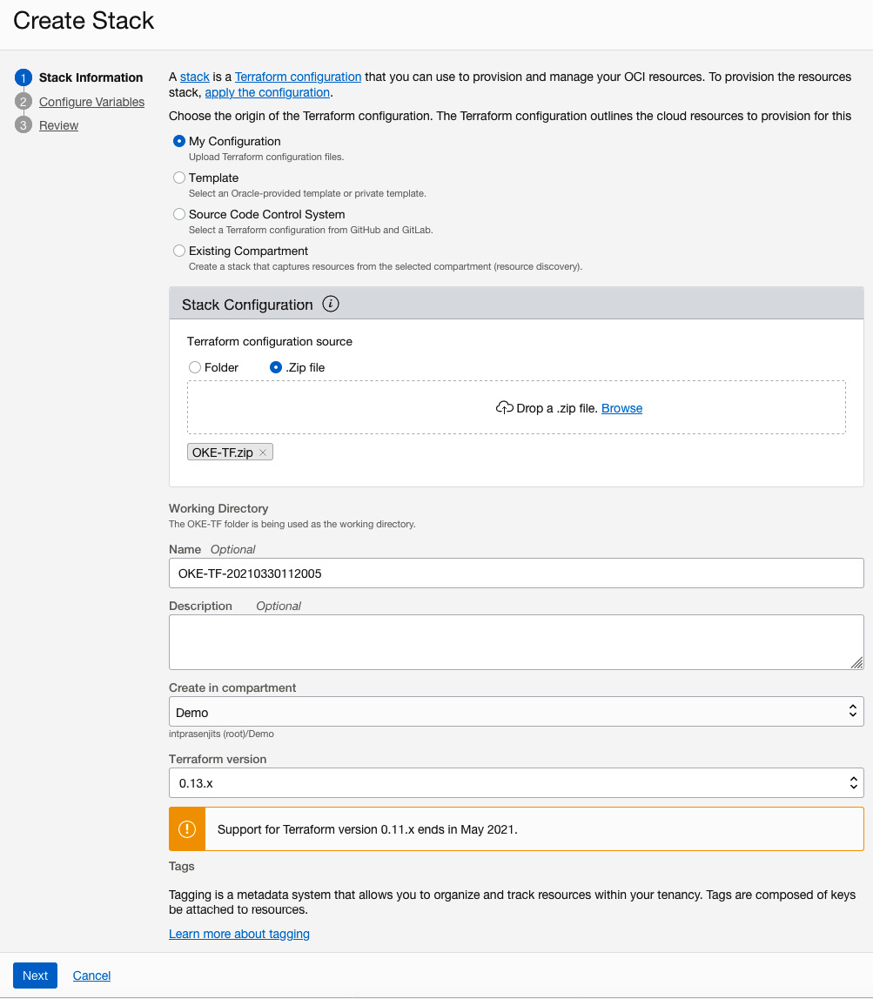 Create Stack
1 Stack Information
2 Configure Variables
3 Review
A stack is a Terraform configuration that you can use to provision and manage your OCI resources. To provision the resources
stack, apply the configuration.
Choose the origin of the Terraform configuration. The Terraform configuration outlines the cloud resources to provision for this
My Configuration
Upload Terraform configuration files.
Template
Select an Oracle-provided template or private template.
Source Code Control System
Select a Terraform configuration from GitHub and GitLab.
Existing Compartment
Create a stack that captures resources from the selected compartment (resource discovery).
Stack Configuration i
Terraform configuration source
Folder .Zip file
Drop a .zip file. Browse
OKE-TF.zip ×
Working Directory
The OKE-TF folder is being used as the working directory.
Name Optional
OKE-TF-20210330112005
Description Optional
Create in compartment
Demo
intprasenjits (root)/Demo
Terraform version
0.13.x
! Support for Terraform version 0.11.x ends in May 2021.
Tags
Tagging is a metadata system that allows you to organize and track resources within your tenancy. Tags are composed of keys
be attached to resources.
Learn more about tagging
Next Cancel